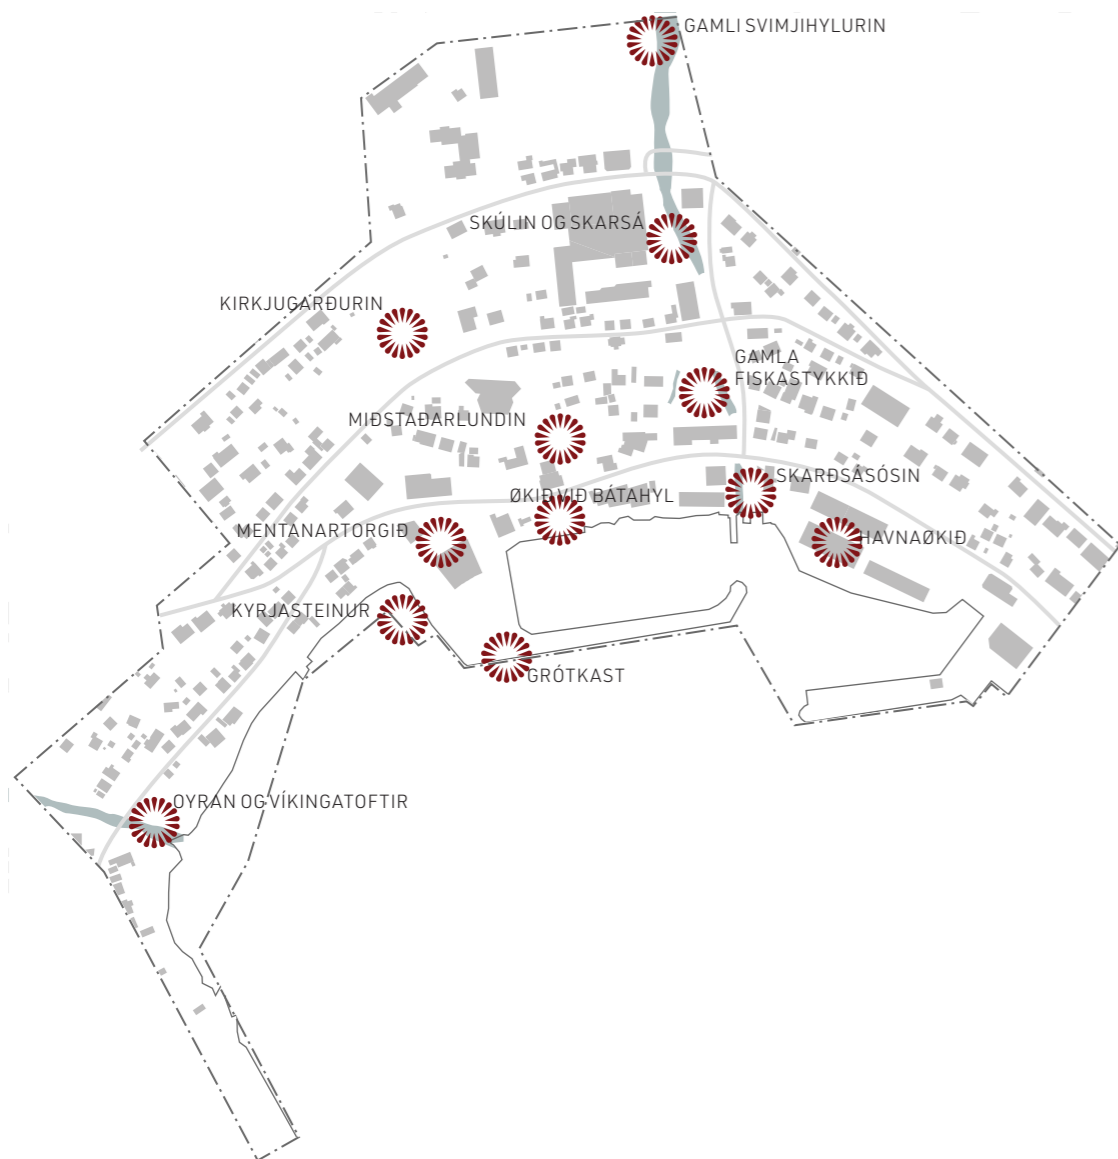 GAMLI SVIMJIHYLURIN
SKÚLIN OG SKARSÁ
KIRKJUGARÐURIN
GAMLA
FISKASTYKKIÐ
MIÐSTAÐARLUNDIN
SKARÐSÁSÓSIN
ØKIÐ VIÐ BÁTAHYL
MENTANARTORGIÐ
HAVNAØKIÐ
KYRJASTEINUR
GRÓTKAST
OYRAN OG VÍKINGATOFTIR